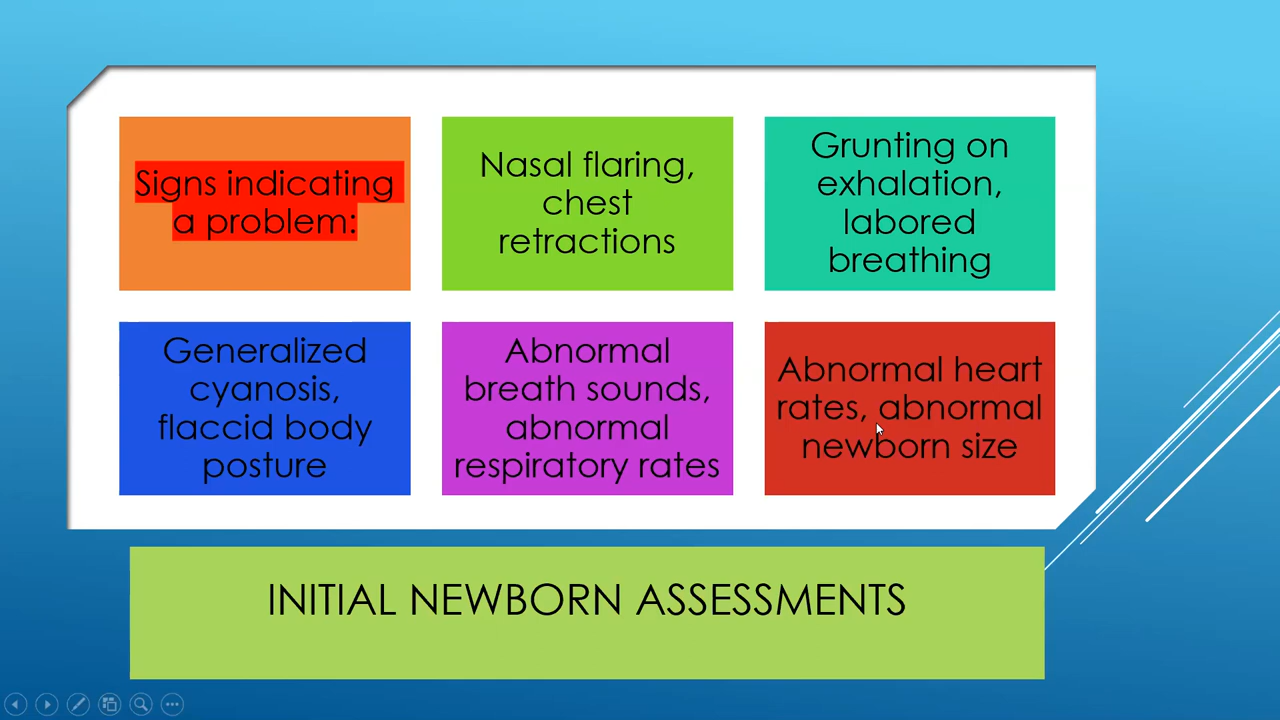 Signs indicating
a problem:
Nasal flaring,
chest
retractions
Grunting on
exhalation,
labored
breathing
Generalized
cyanosis,
flaccid body
posture
Abnormal
breath sounds,
abnormal
respiratory rates
Abnormal heart
rates, abnormal
newborn size
INITIAL NEWBORN ASSESSMENTS